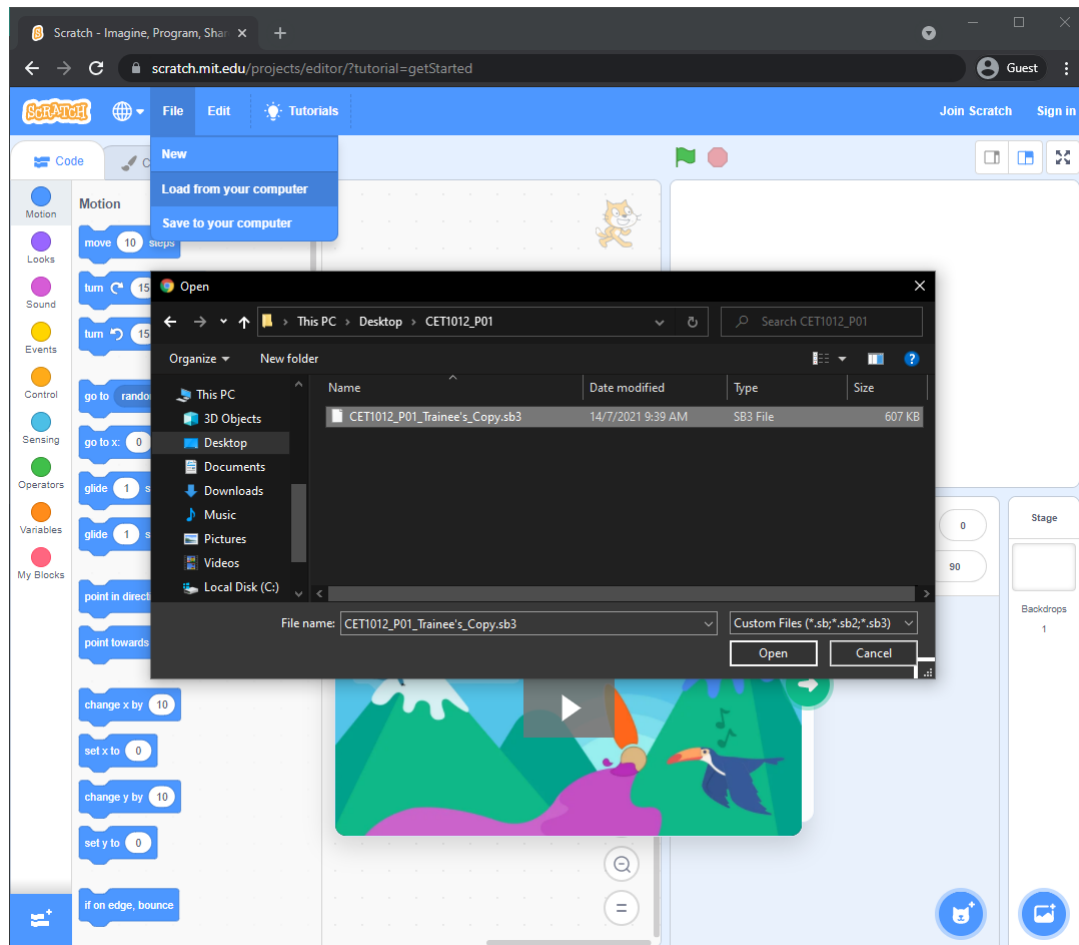 Scratch - Imagine, Program, Shar
scratch.mit.edu/projects/editor/?tutorial=getStarted
Guest
SCRATCH
File
Edit
Tutorials
Join Scratch
Sign in
Code
New
Load from your computer
Save to your computer
Motion
Looks
Sound
Events
Control
Sensing
Operators
Variables
My Blocks
Motion
move 10 steps
turn 15
turn 15
go to
go to x: 0
glide 1
glide 1
point in
point towards
change x by 10
set x to 0
change y by 10
set y to 0
if on edge, bounce
Open
This PC > Desktop > CET1012_P01
Search CET1012_P01
Organize
New folder
This PC
3D Objects
Desktop
Documents
Downloads
Music
Pictures
Videos
Local Disk (C:)
Name Date modified Type Size
CET1012_P01_Trainee's_Copy.sb3 14/7/2021 9:39 AM SB3 File 607 KB
File name: CET1012_P01_Trainee's_Copy.sb3
Custom Files (*.sb;*.sb2;*.sb3)
Open
Cancel
0
90
Stage
Backdrops
1